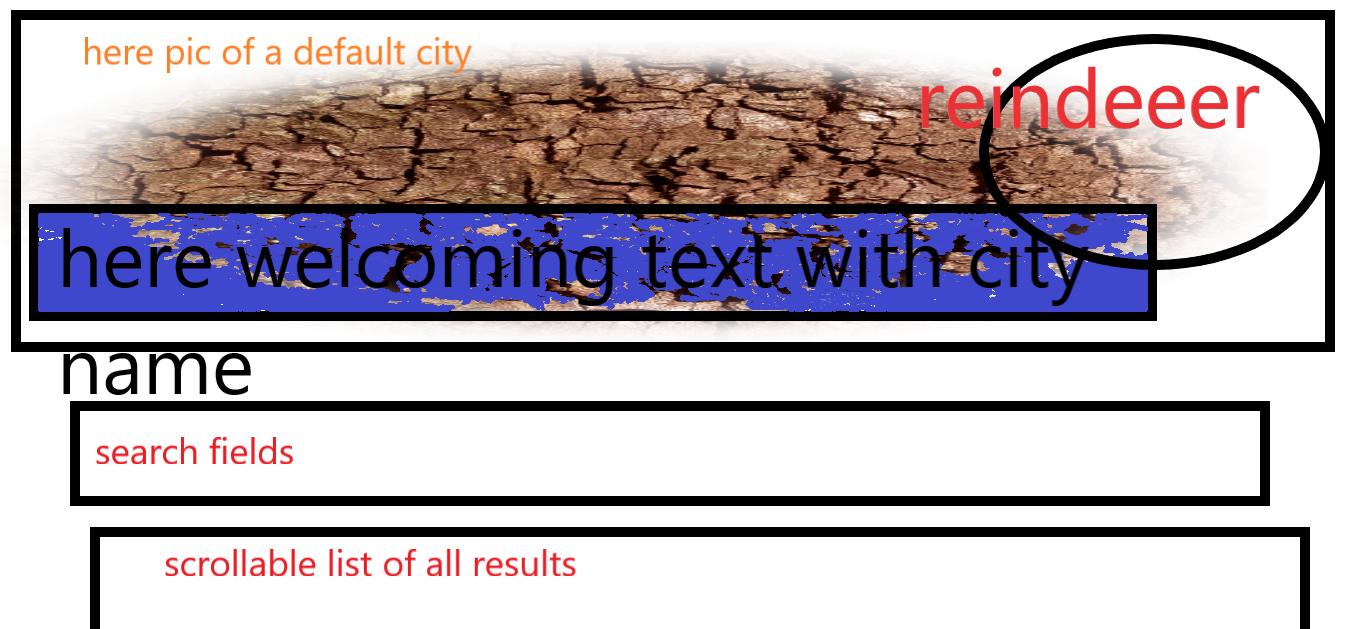 here pic of a default city
reindeeer
here welcoming text with city
name
search fields
scrollable list of all results